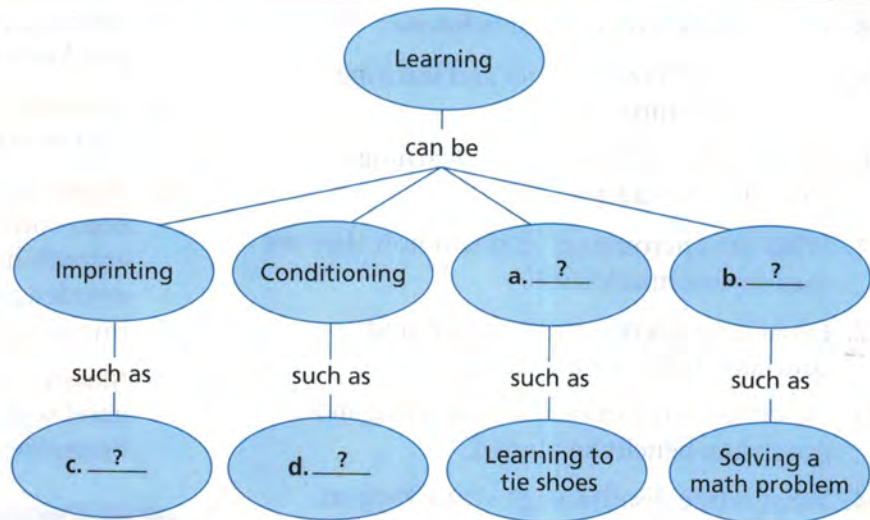 Learning
can be
Imprinting
Conditioning
a. ?
b. ?
such as
such as
such as
such as
c. ?
d. ?
Learning to
tie shoes
Solving a
math problem